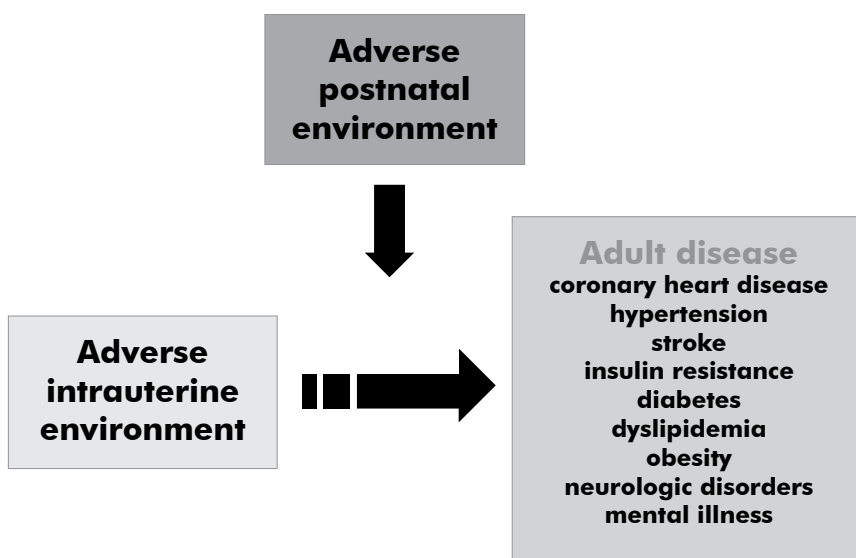 Adverse
postnatal
environment
Adverse
intrauterine
environment
Adult disease
coronary heart disease
hypertension
stroke
insulin resistance
diabetes
dyslipidemia
obesity
neurologic disorders
mental illness